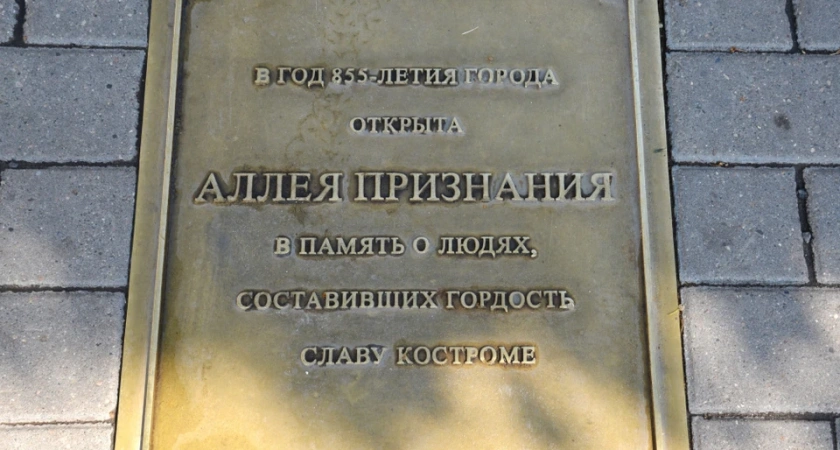 В ГОД 855-ЛЕТИЯ ГОРОДА
ОТКРЫТА
АЛЛЕЯ ПРИЗНАНИЯ
В ПАМЯТЬ О ЛЮДЯХ,
СОСТАВИВШИХ ГОРДОСТЬ
СЛАВУ КОСТРОМЕ